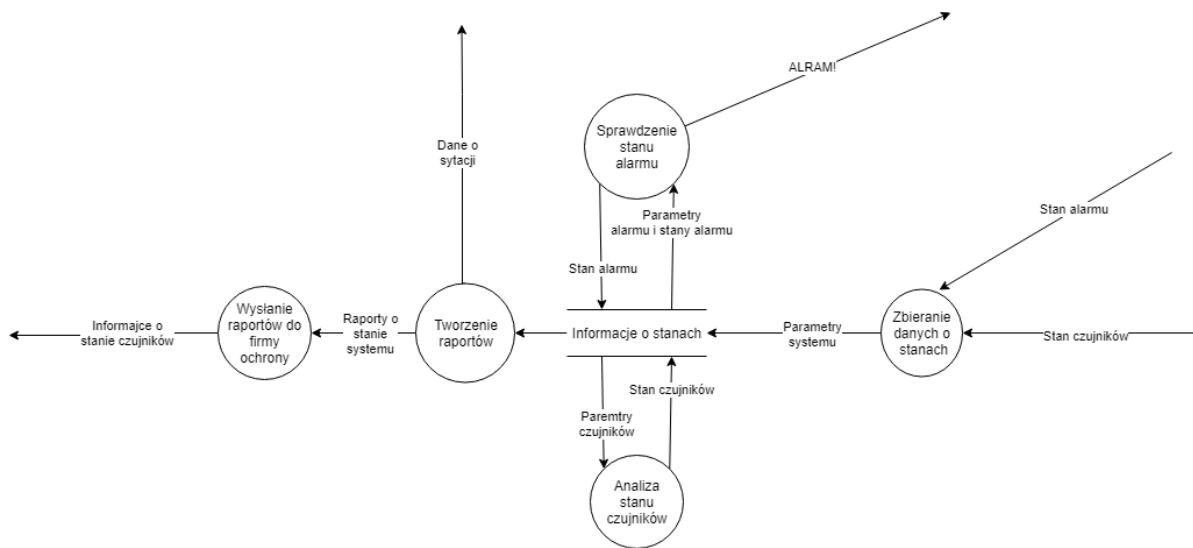 ALRAM!
Sprawdzenie
stanu
alarmu
Dane o
sytacji
Stan alarmu
Parametry
alarmu i stany alarmu
Stan alarmu
Wysłanie
raportów do
firmy
ochrony
Informajce o
stanie czujników
Raporty o
stanie
systemu
Tworzenie
raportów
Informacje o stanach
Parametry
systemu
Zbieranie
danych o
stanach
Stan czujników
Stan czujników
Paremtry
czujników
Analiza
stanu
czujników